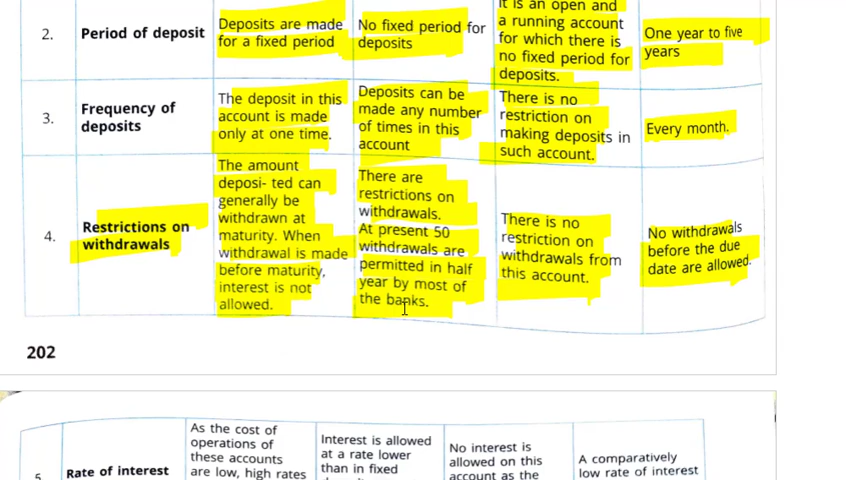 2.
Period of deposit
Deposits are made
for a fixed period
No fixed period for
deposits
It is an open and
a running account
for which there is
no fixed period for
deposits.
One year to five
years
3.
Frequency of
deposits
The deposit in this
account is made
only at one time.
Deposits can be
made any number
of times in this
account
There is no
restriction on
making deposits in
such account.
Every month.
4.
Restrictions on
withdrawals
The amount
deposi- ted can
generally be
withdrawn at
maturity. When
withdrawal is made
before maturity,
interest is not
allowed.
There are
restrictions on
withdrawals.
At present 50
withdrawals are
permitted in half
year by most of
the banks.
There is no
restriction on
withdrawals from
this account.
No withdrawals
before the due
date are allowed.
202
Rate of interest
As the cost of
operations of
these accounts
are low, high rates
Interest is allowed
at a rate lower
than in fixed
No interest is
allowed on this
account as the
A comparatively
low rate of interest